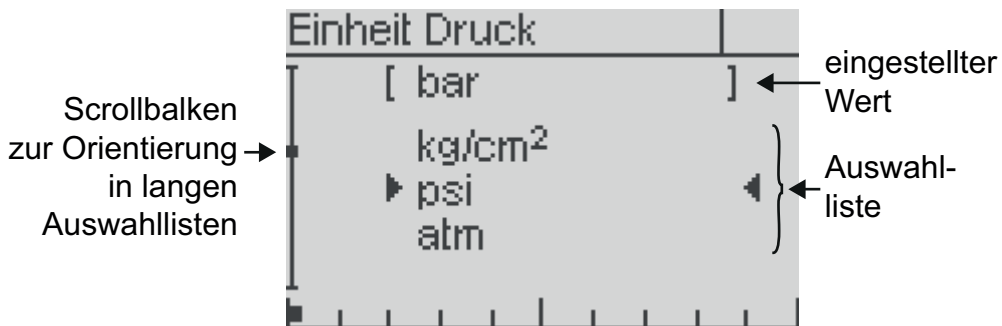 Einheit Druck
[ bar ]
kg/cm²
psi
atm
Scrollbalken
zur Orientierung
in langen
Auswahllisten
eingestellter
Wert
Auswahl-
liste